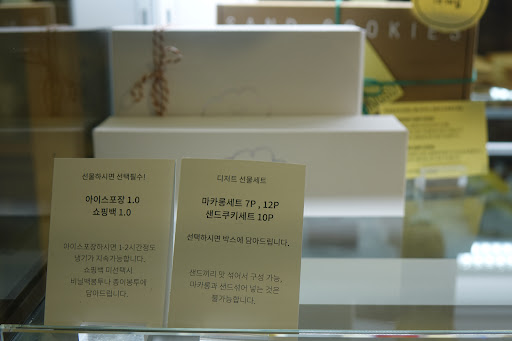 SAND COOKIES
선물하시면 선택필수!
아이스포장 1.0
쇼핑백 1.0
아이스포장하시면 1-2시간정도
냉기가 지속가능합니다.
쇼핑백 미선택시
비닐백봉투나 종이봉투에
담아드립니다.
디저트 선물세트
마카롱세트 7P , 12P
샌드쿠키세트 10P
선택하시면 박스에 담아드립니다.
샌드끼리 맛 섞어서 구성 가능,
마카롱과 샌드섞어 넣는 것은
불가능합니다.